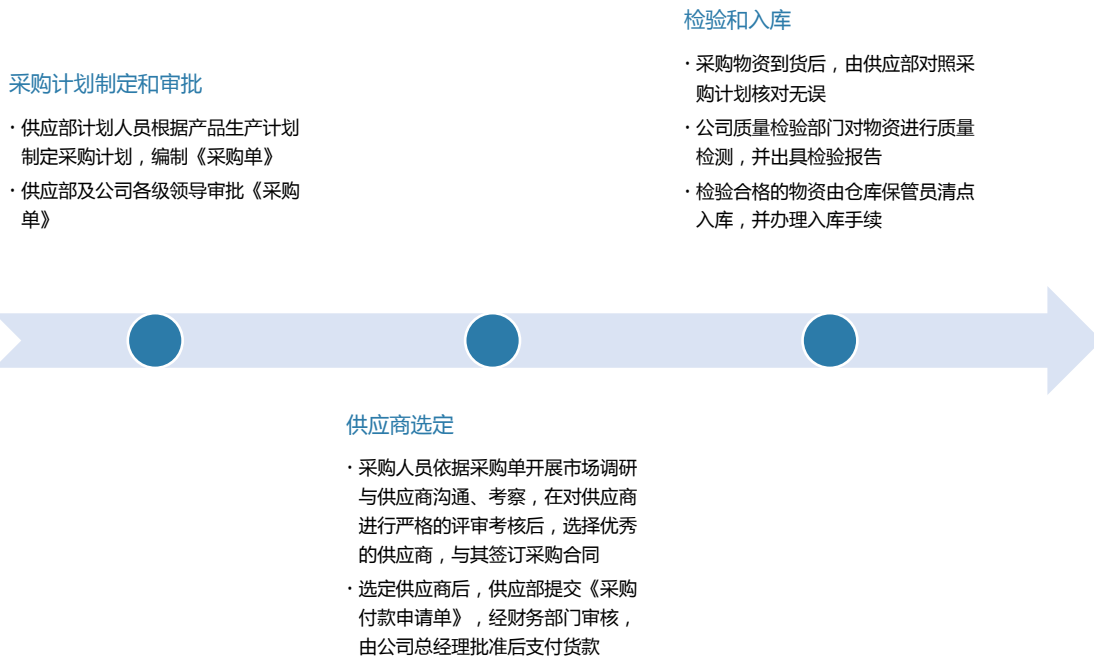 采购计划制定和审批
·供应部计划人员根据产品生产计划
制定采购计划，编制《采购单》
·供应部及公司各级领导审批《采购
单》
供应商选定
·采购人员依据采购单开展市场调研
与供应商沟通、考察，在对供应商
进行严格的评审考核后，选择优秀
的供应商，与其签订采购合同
·选定供应商后，供应部提交《采购
付款申请单》，经财务部门审核，
由公司总经理批准后支付货款
检验和入库
·采购物资到货后，由供应部对照采
购计划核对无误
·公司质量检验部门对物资进行质量
检测，并出具检验报告
·检验合格的物资由仓库保管员清点
入库，并办理入库手续